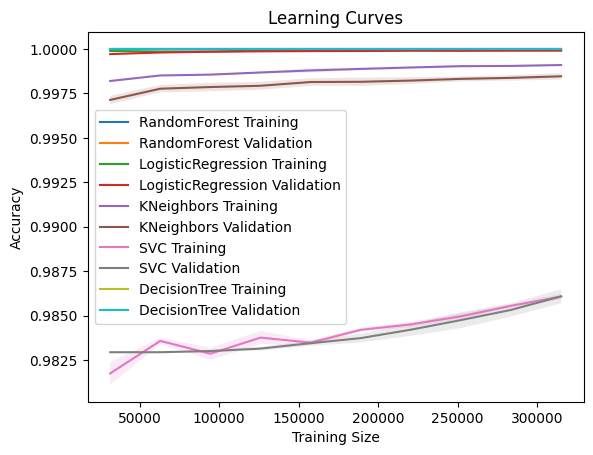 Learning Curves
1.0000
0.9975
0.9950
0.9925
0.9900
0.9875
0.9850
0.9825
Accuracy
RandomForest Training
RandomForest Validation
LogisticRegression Training
LogisticRegression Validation
KNeighbors Training
KNeighbors Validation
SVC Training
SVC Validation
DecisionTree Training
DecisionTree Validation
50000 100000 150000 200000 250000 300000
Training Size